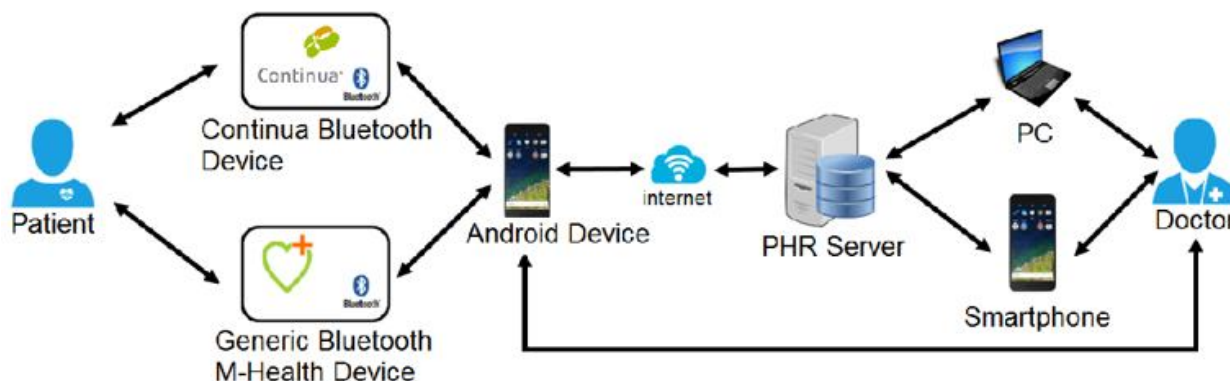 Continua
Bluetooth
Continua Bluetooth
Device
Patient
Bluetooth
Generic Bluetooth
M-Health Device
Android Device
internet
PHR Server
PC
Smartphone
Doctor